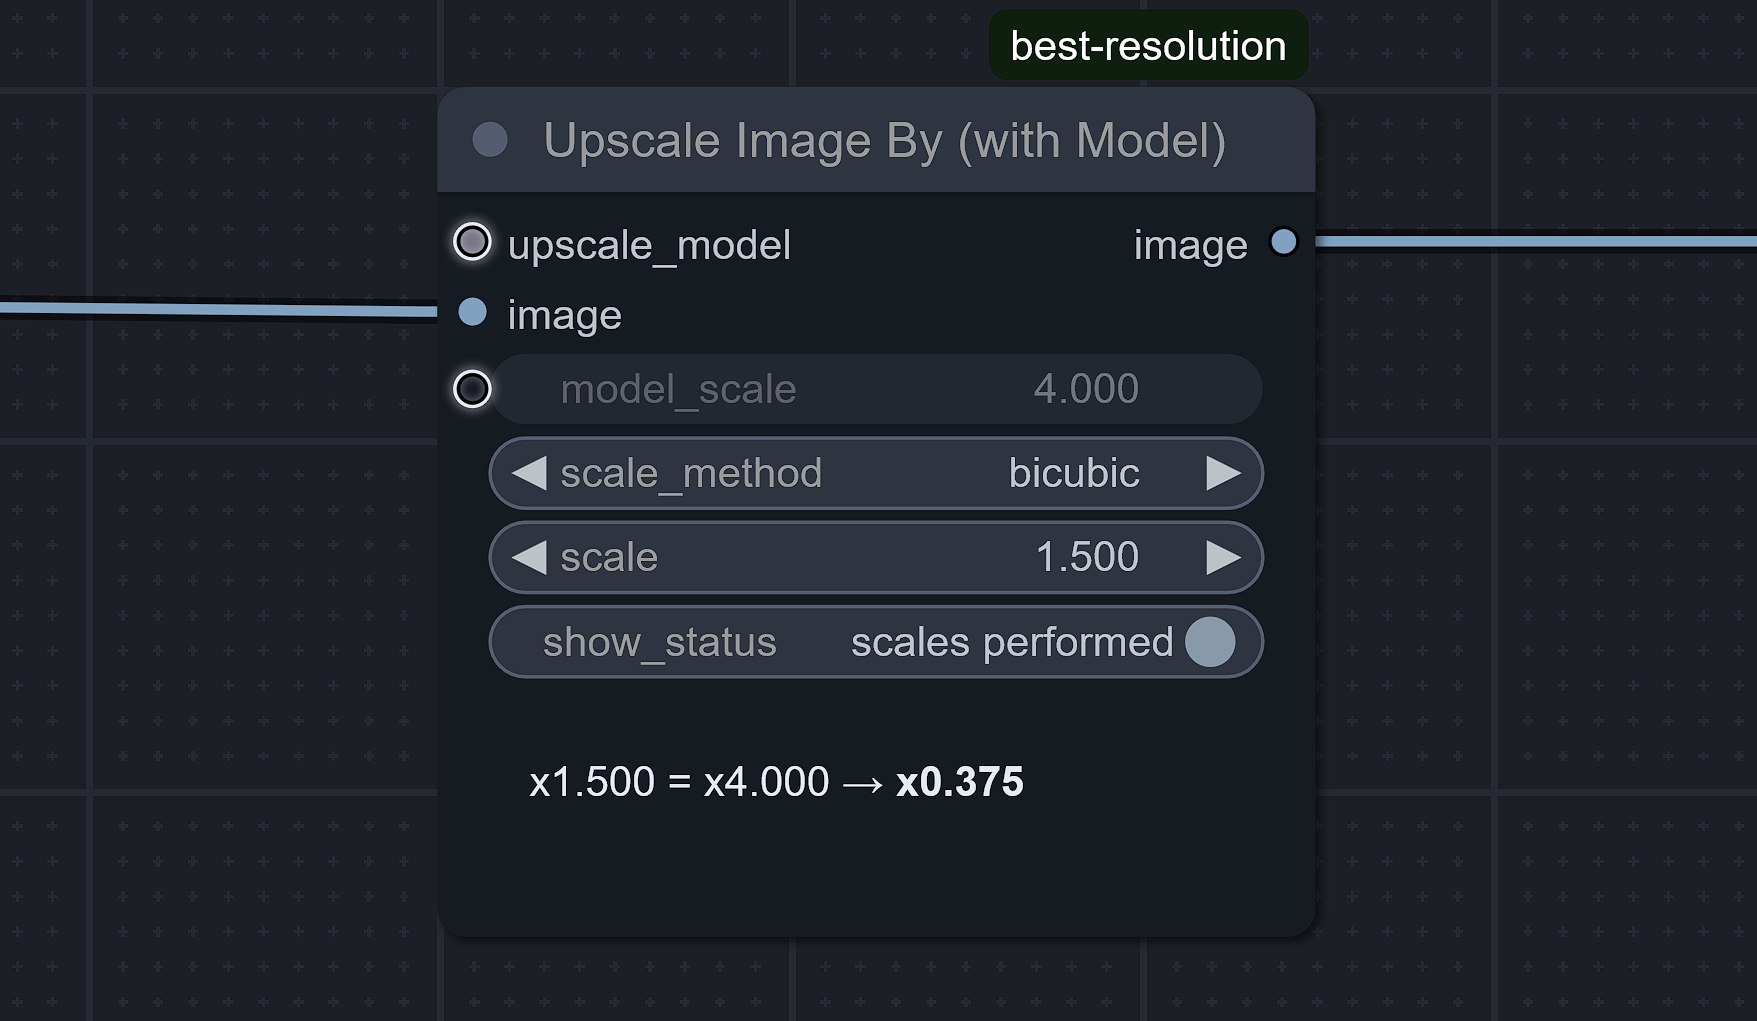 best-resolution
Upscale Image By (with Model)
upscale_model image
image
model_scale 4.000
scale_method bicubic
scale 1.500
show_status scales performed
x1.500 = x4.000 → x0.375